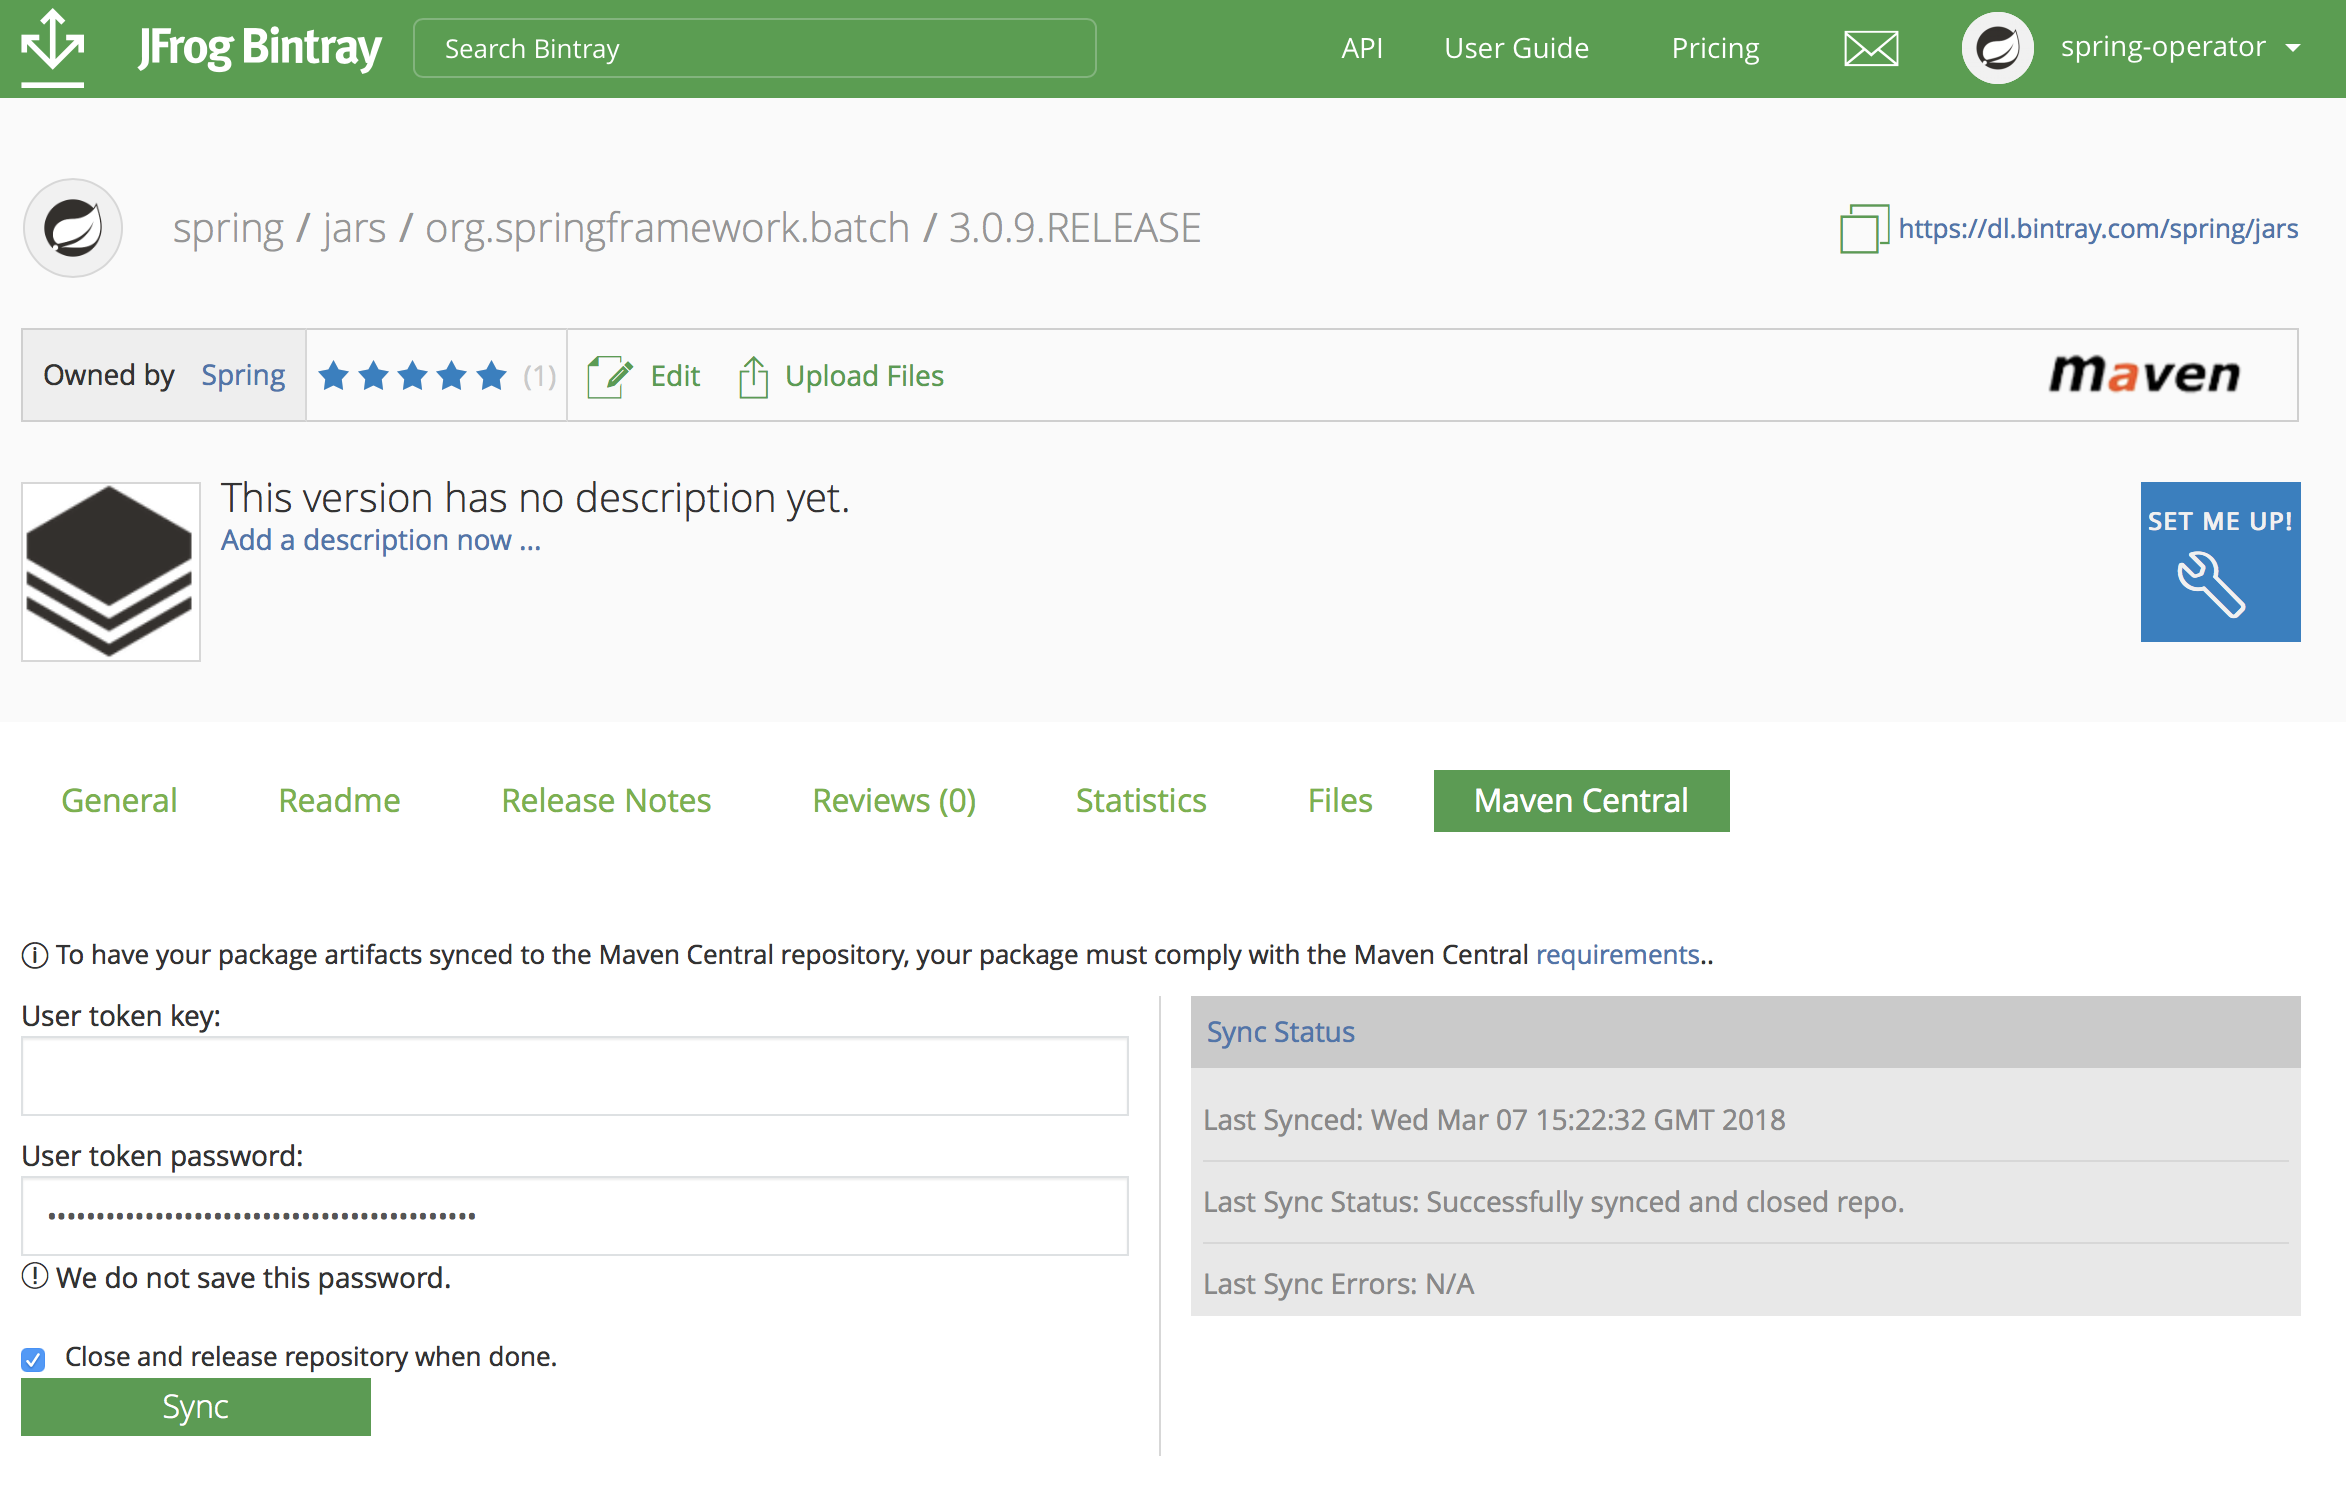 JFrog Bintray Search Bintray API User Guide Pricing spring-operator
spring / jars / org.springframework.batch / 3.0.9.RELEASE https://dl.bintray.com/spring/jars
Owned by Spring (1) Edit Upload Files maven
This version has no description yet.
Add a description now ...
SET ME UP!
General Readme Release Notes Reviews (0) Statistics Files Maven Central
To have your package artifacts synced to the Maven Central repository, your package must comply with the Maven Central requirements..
User token key:
User token password:
••••••••••••••••••••••••••••••••••••••••••••
We do not save this password.
Close and release repository when done.
Sync
Sync Status
Last Synced: Wed Mar 07 15:22:32 GMT 2018
Last Sync Status: Successfully synced and closed repo.
Last Sync Errors: N/A